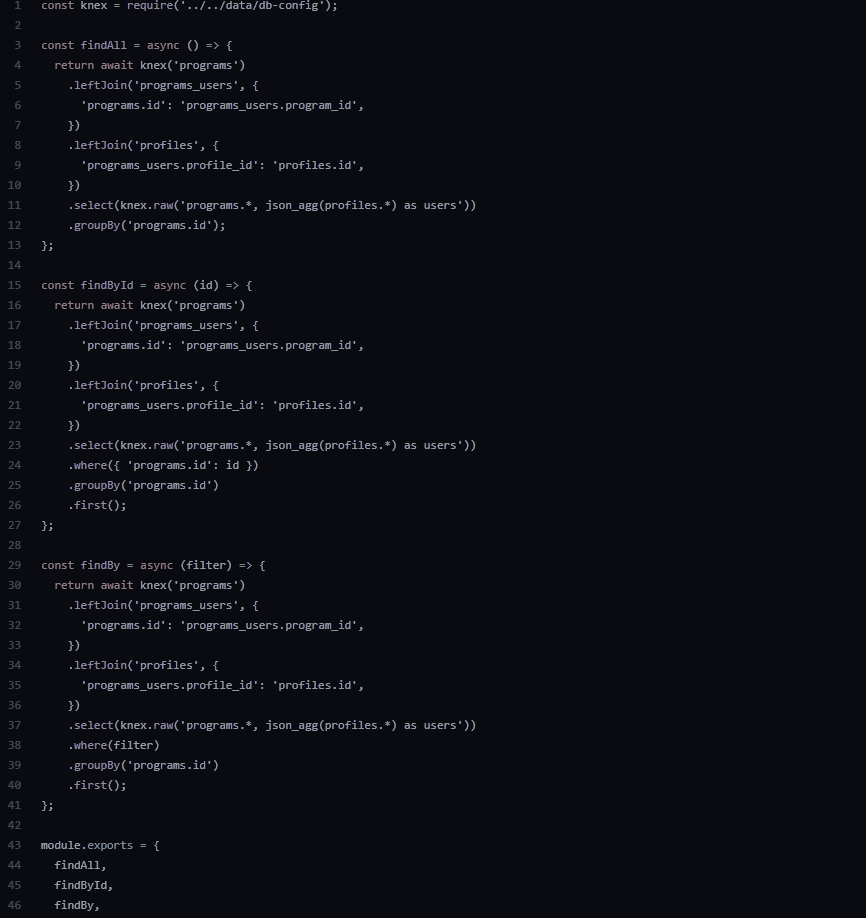 1 const knex = require('../../data/db-config');
2
3 const findAll = async () => {
4   return await knex('programs')
5     .leftJoin('programs_users', {
6       'programs.id': 'programs_users.program_id',
7     })
8     .leftJoin('profiles', {
9       'programs_users.profile_id': 'profiles.id',
10     })
11     .select(knex.raw('programs.*, json_agg(profiles.*) as users'))
12     .groupBy('programs.id');
13 };
14
15 const findById = async (id) => {
16   return await knex('programs')
17     .leftJoin('programs_users', {
18       'programs.id': 'programs_users.program_id',
19     })
20     .leftJoin('profiles', {
21       'programs_users.profile_id': 'profiles.id',
22     })
23     .select(knex.raw('programs.*, json_agg(profiles.*) as users'))
24     .where({ 'programs.id': id })
25     .groupBy('programs.id')
26     .first();
27 };
28
29 const findBy = async (filter) => {
30   return await knex('programs')
31     .leftJoin('programs_users', {
32       'programs.id': 'programs_users.program_id',
33     })
34     .leftJoin('profiles', {
35       'programs_users.profile_id': 'profiles.id',
36     })
37     .select(knex.raw('programs.*, json_agg(profiles.*) as users'))
38     .where(filter)
39     .groupBy('programs.id')
40     .first();
41 };
42
43 module.exports = {
44   findAll,
45   findById,
46   findBy,